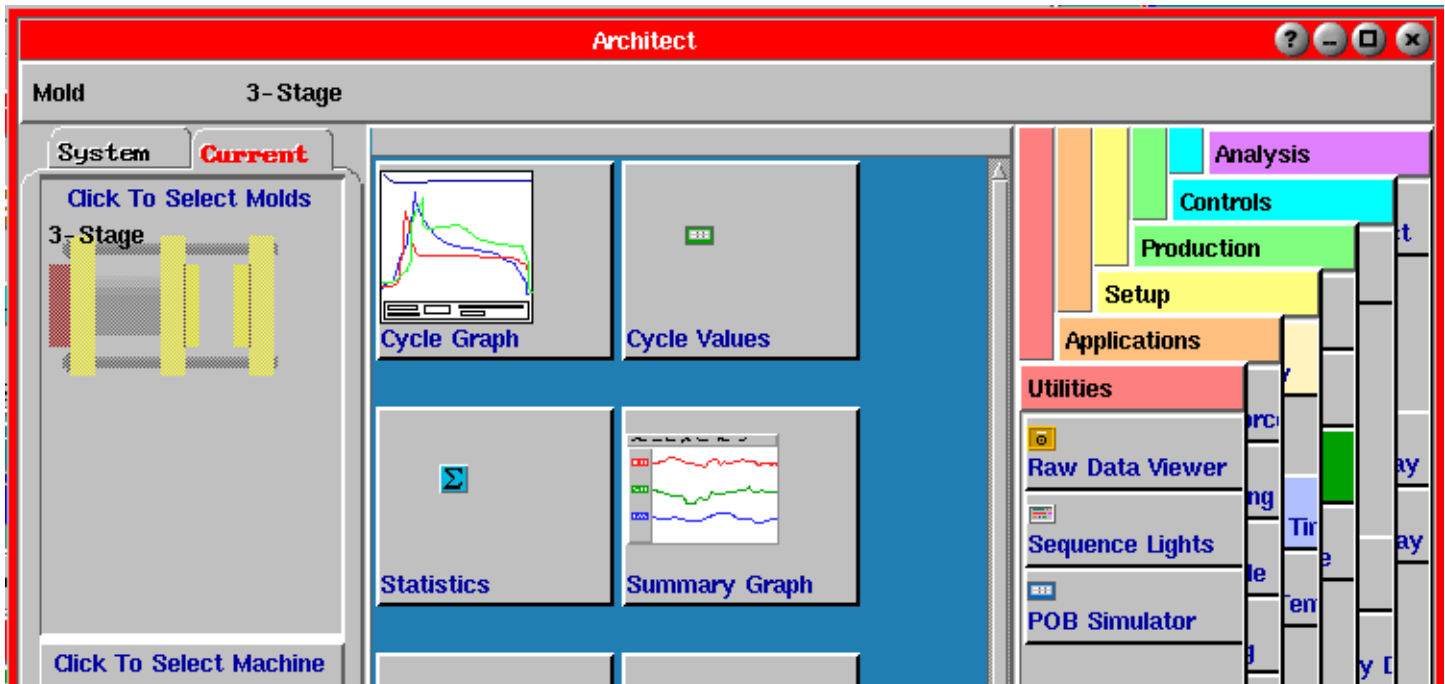 Architect
Mold 3-Stage
System Current
Click To Select Molds
3-Stage
Click To Select Machine
Cycle Graph
Cycle Values
Statistics
Σ
Summary Graph
Analysis
Controls
Production
Setup
Applications
Utilities
Raw Data Viewer
Sequence Lights
POB Simulator